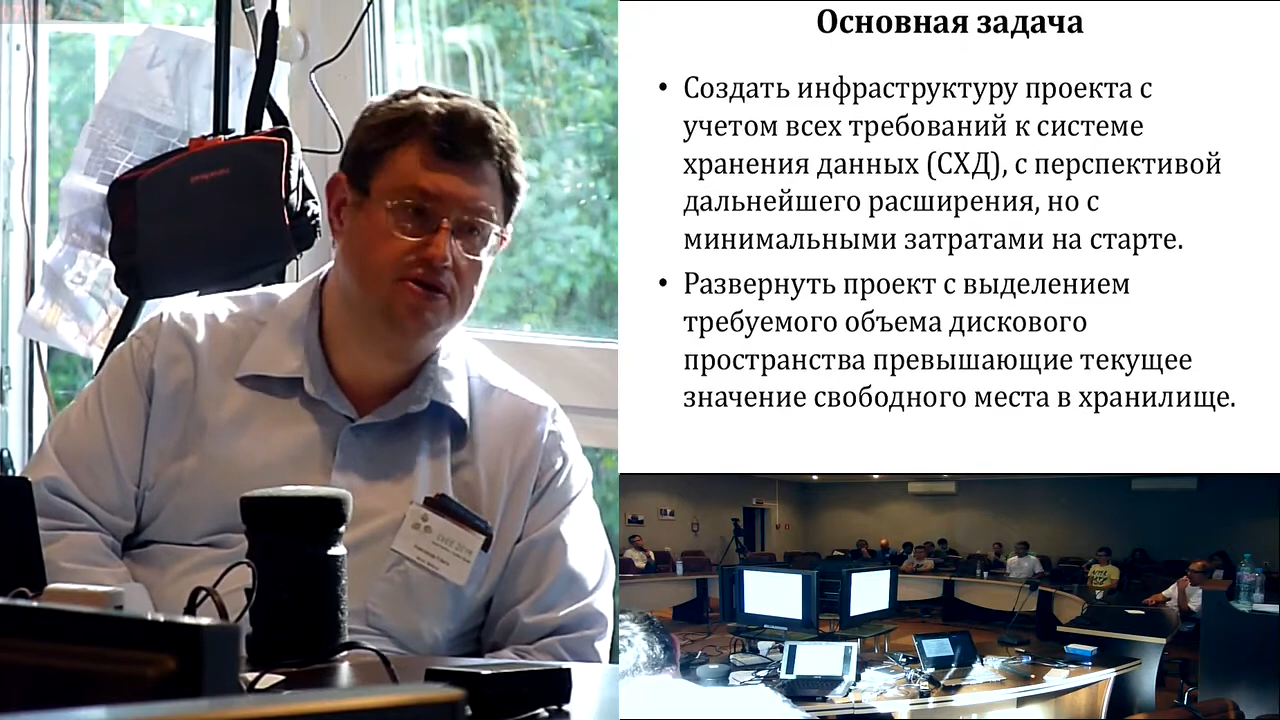 Основная задача
• Создать инфраструктуру проекта с
учетом всех требований к системе
хранения данных (СХД), с перспективой
дальнейшего расширения, но с
минимальными затратами на старте.
• Развернуть проект с выделением
требуемого объема дискового
пространства превышающие текущее
значение свободного места в хранилище.